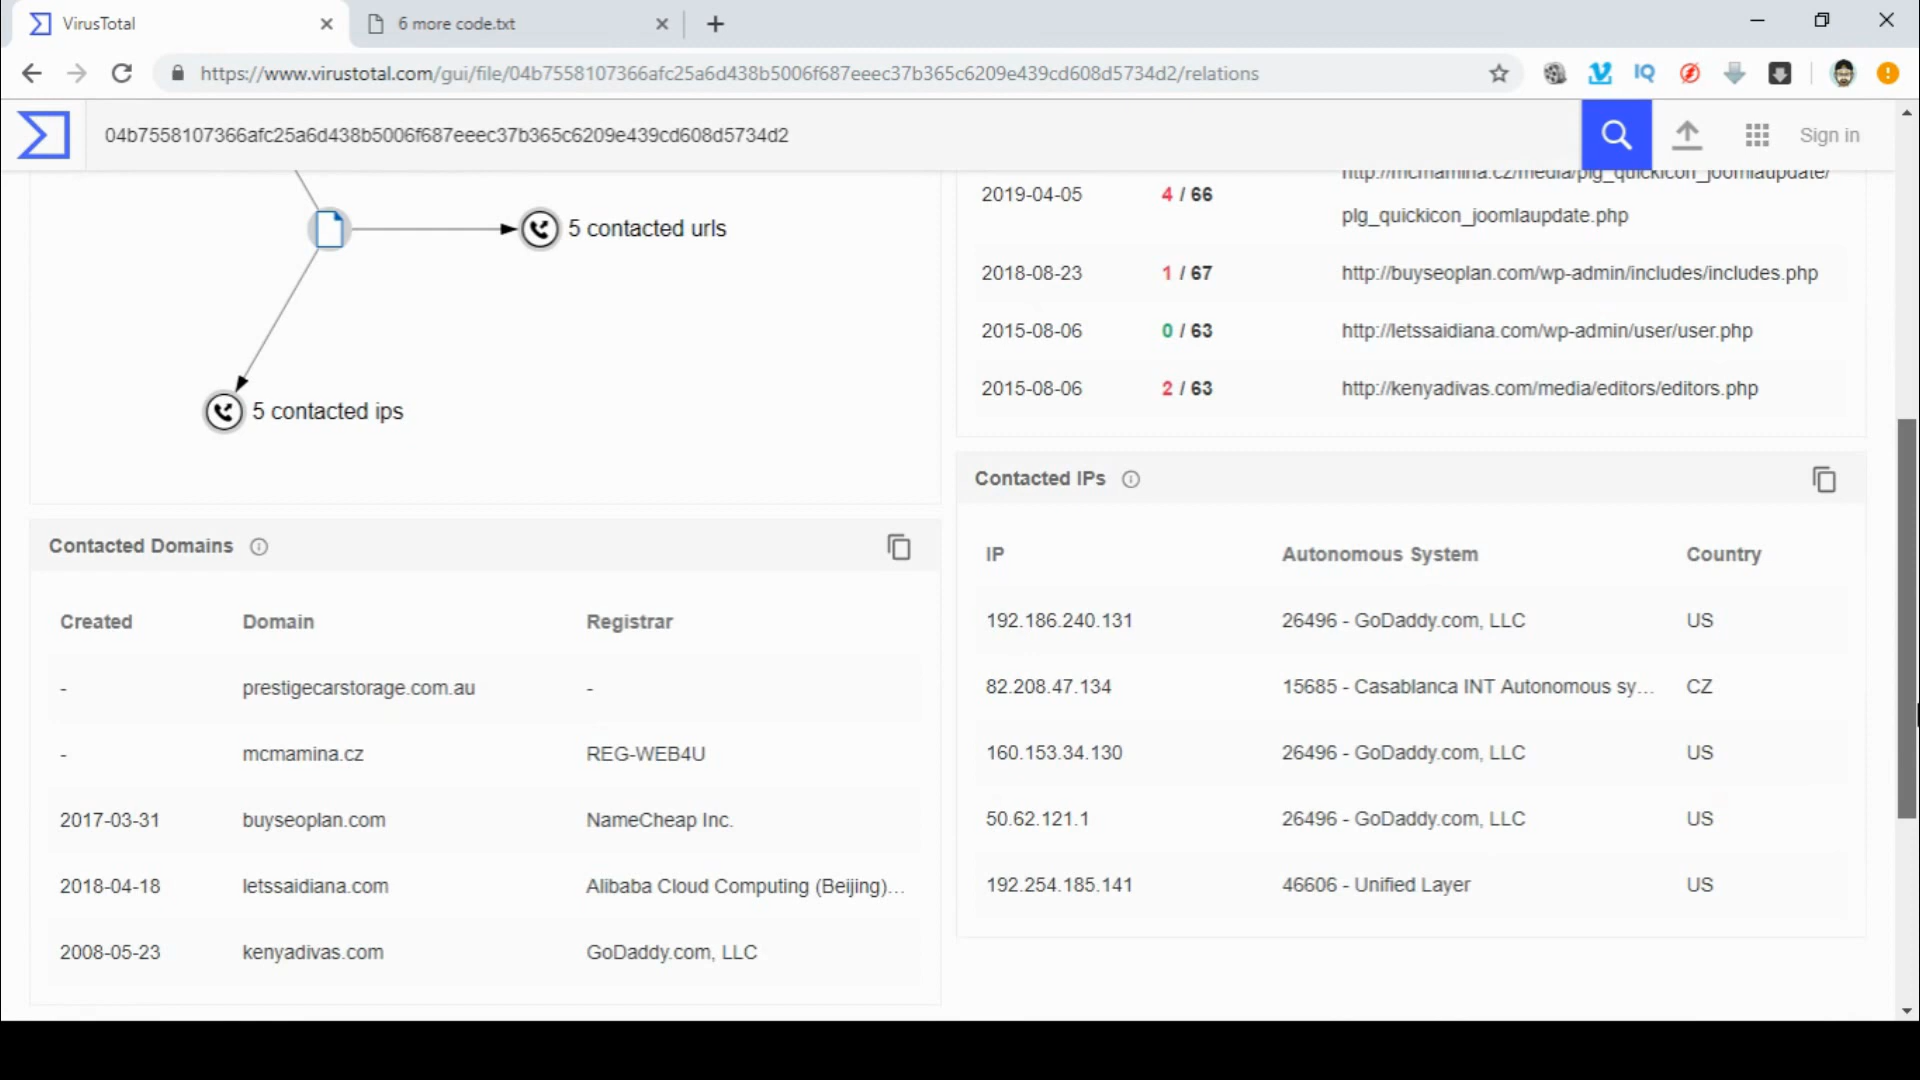 VirusTotal
6 more code.txt
https://www.virustotal.com/gui/file/04b7558107366afc25a6d438b5006f687eeec37b365c6209e439cd608d5734d2/relations
IQ
04b7558107366afc25a6d438b5006f687eeec37b365c6209e439cd608d5734d2
Sign in
5 contacted urls
5 contacted ips
http://mcmamina.cz/media/plg_quickicon_joomlaupdate/
2019-04-05 4 / 66 plg_quickicon_joomlaupdate.php
2018-08-23 1 / 67 http://buyseoplan.com/wp-admin/includes/includes.php
2015-08-06 0 / 63 http://letssaidiana.com/wp-admin/user/user.php
2015-08-06 2 / 63 http://kenyadivas.com/media/editors/editors.php
Contacted Domains
Created Domain Registrar
- prestigecarstorage.com.au -
- mcmamina.cz REG-WEB4U
2017-03-31 buyseoplan.com NameCheap Inc.
2018-04-18 letssaidiana.com Alibaba Cloud Computing (Beijing)...
2008-05-23 kenyadivas.com GoDaddy.com, LLC
Contacted IPs
IP Autonomous System Country
192.186.240.131 26496 - GoDaddy.com, LLC US
82.208.47.134 15685 - Casablanca INT Autonomous sy... CZ
160.153.34.130 26496 - GoDaddy.com, LLC US
50.62.121.1 26496 - GoDaddy.com, LLC US
192.254.185.141 46606 - Unified Layer US